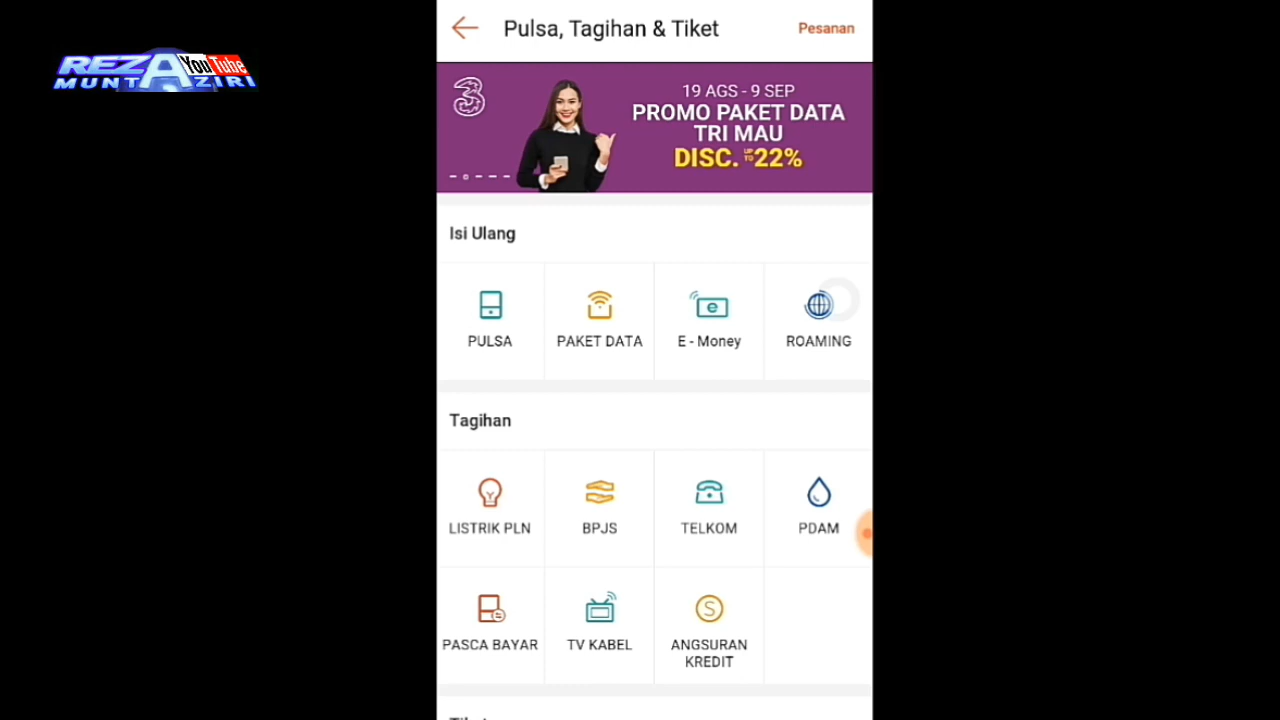 REZA YouTube
MUNTAZIRI
Pulsa, Tagihan & Tiket
Pesanan
3
19 AGS - 9 SEP
PROMO PAKET DATA
TRI MAU
DISC. UP TO 22%
Isi Ulang
PULSA
PAKET DATA
e
E - Money
ROAMING
Tagihan
LISTRIK PLN
BPJS
TELKOM
PDAM
PASCA BAYAR
TV KABEL
S
ANGSURAN
KREDIT